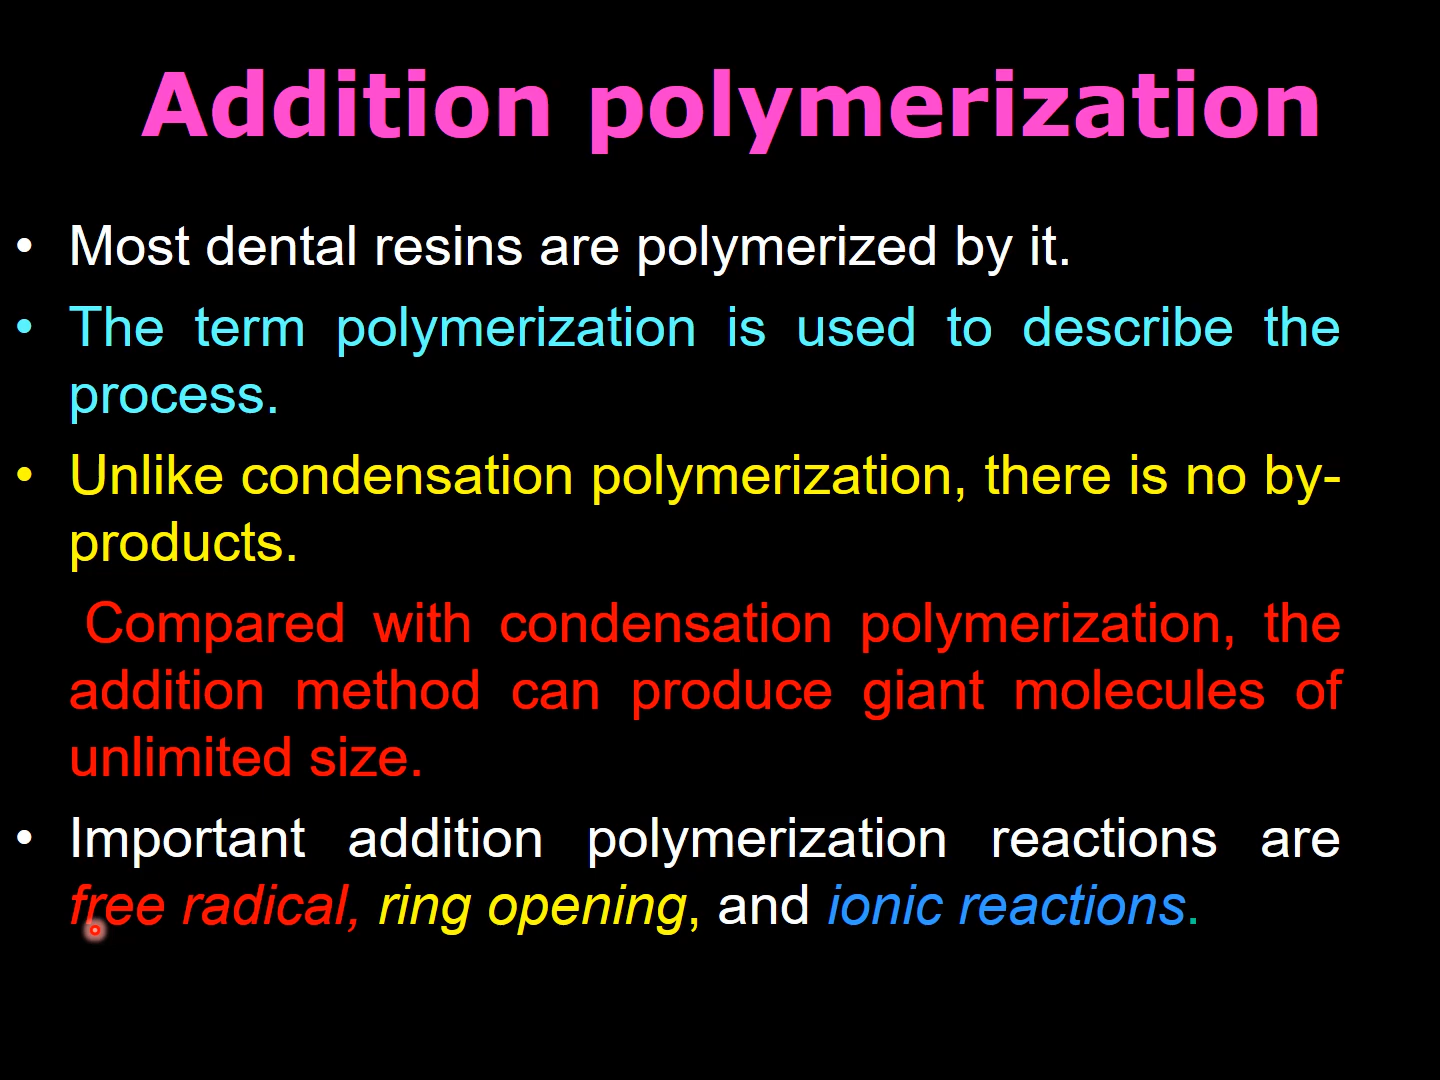 Addition polymerization
• Most dental resins are polymerized by it.
• The term polymerization is used to describe the
process.
• Unlike condensation polymerization, there is no by-
products.
Compared with condensation polymerization, the
addition method can produce giant molecules of
unlimited size.
• Important addition polymerization reactions are
free radical, ring opening, and ionic reactions.